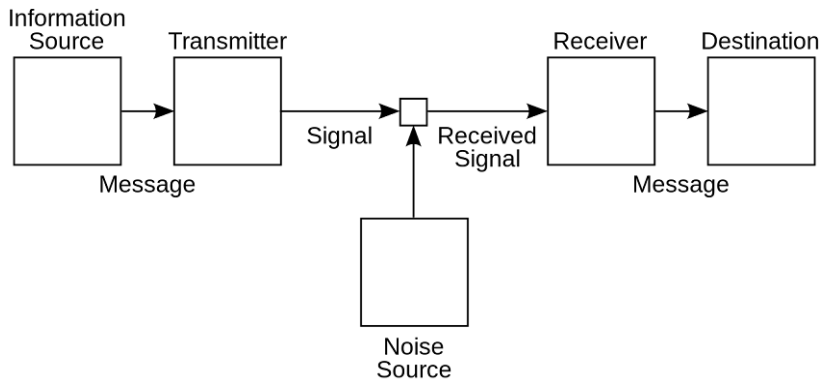 Information
Source
Transmitter
Receiver
Destination
Signal
Received
Signal
Message
Message
Noise
Source